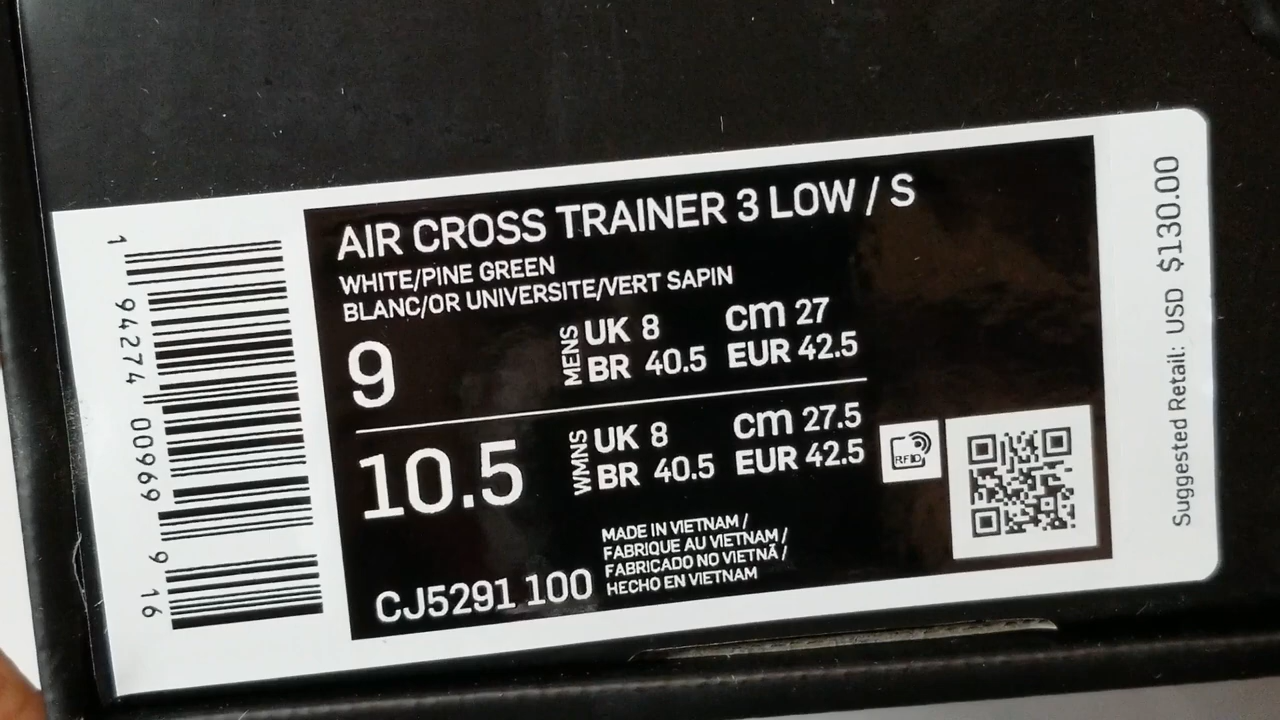 AIR CROSS TRAINER 3 LOW / S
WHITE/PINE GREEN
BLANC/OR UNIVERSITE/VERT SAPIN
9
MENS
UK 8 cm 27
BR 40.5 EUR 42.5
10.5
WMNS
UK 8 cm 27.5
BR 40.5 EUR 42.5
RFID
MADE IN VIETNAM /
FABRIQUE AU VIETNAM /
FABRICADO NO VIETNÃ /
HECHO EN VIETNAM
CJ5291 100
1 94274 00969 9 16
Suggested Retail: USD $130.00